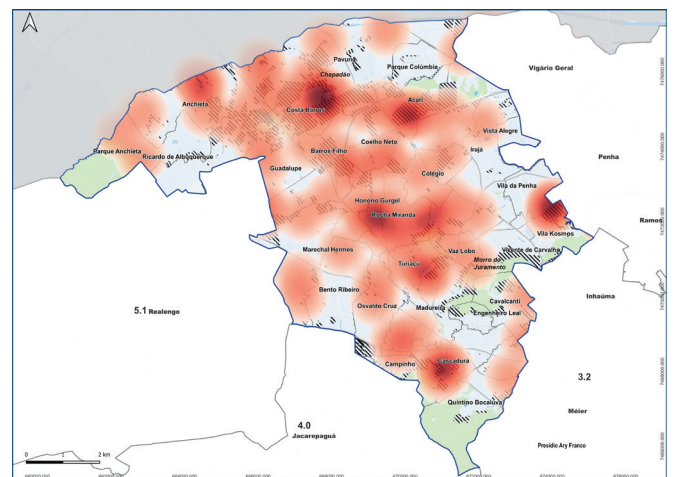 Pavuna
Chapadão
Parque Colúmbia
Vigário Geral
Anchieta
Costa Barros
Acari
Vista Alegre
Parque Anchieta
Ricardo de Albuquerque
Barros Filho
Coelho Neto
Irajá
Penha
Guadalupe
Colégio
Vila da Penha
Honório Gurgel
Rocha Miranda
Ramos
Vila Kosmos
Marechal Hermes
Vaz Lobo
Vicente de Carvalho
Turiaçu
Morro do
Juramento
Bento Ribeiro
Osvaldo Cruz
Madureira
Cavalcanti
Engenheiro Leal
Inhaúma
5.1 Realengo
Campinho
Cascadura
3.2
Quintino Bocaiuva
Méier
4.0
Jacarepaguá
Presídio Ary Franco
0 1 2 km